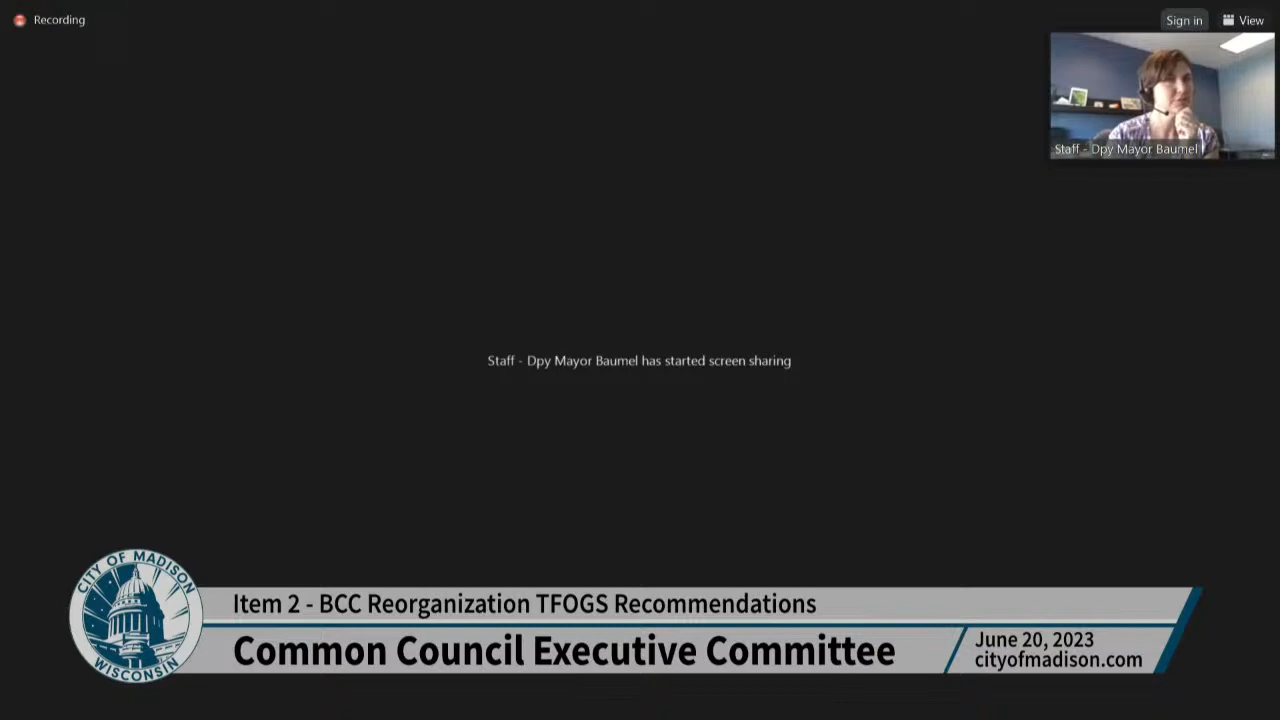 Recording
Sign in
View
Staff - Dpy Mayor Baumel
Staff - Dpy Mayor Baumel has started screen sharing
CITY OF MADISON
WISCONSIN
Item 2 - BCC Reorganization TFOGS Recommendations
Common Council Executive Committee
June 20, 2023
cityofmadison.com